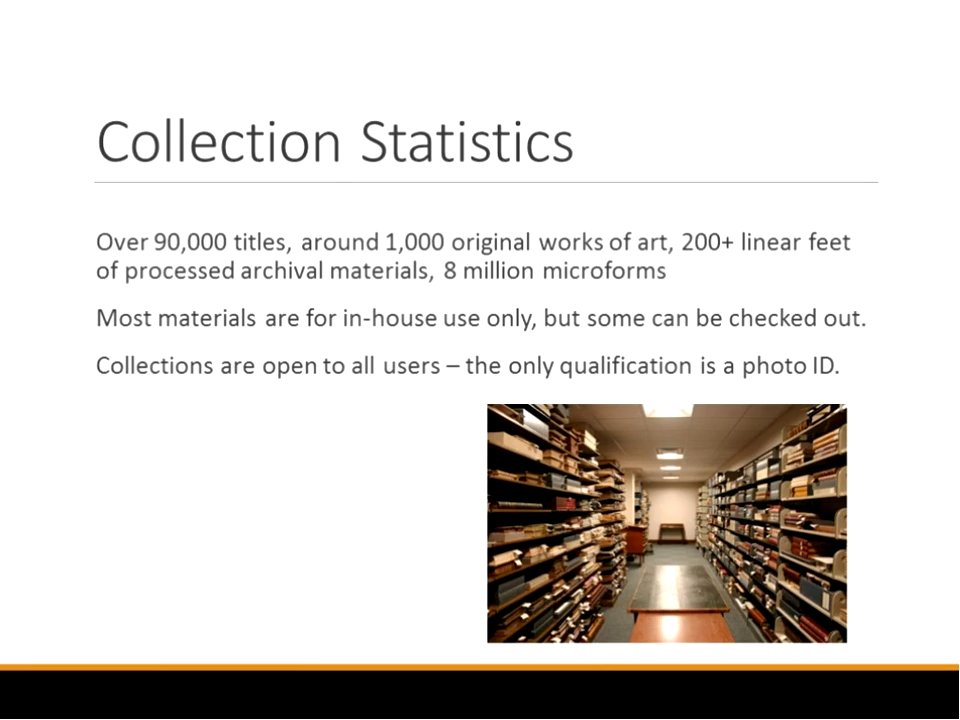 Collection Statistics
Over 90,000 titles, around 1,000 original works of art, 200+ linear feet
of processed archival materials, 8 million microforms
Most materials are for in-house use only, but some can be checked out.
Collections are open to all users – the only qualification is a photo ID.